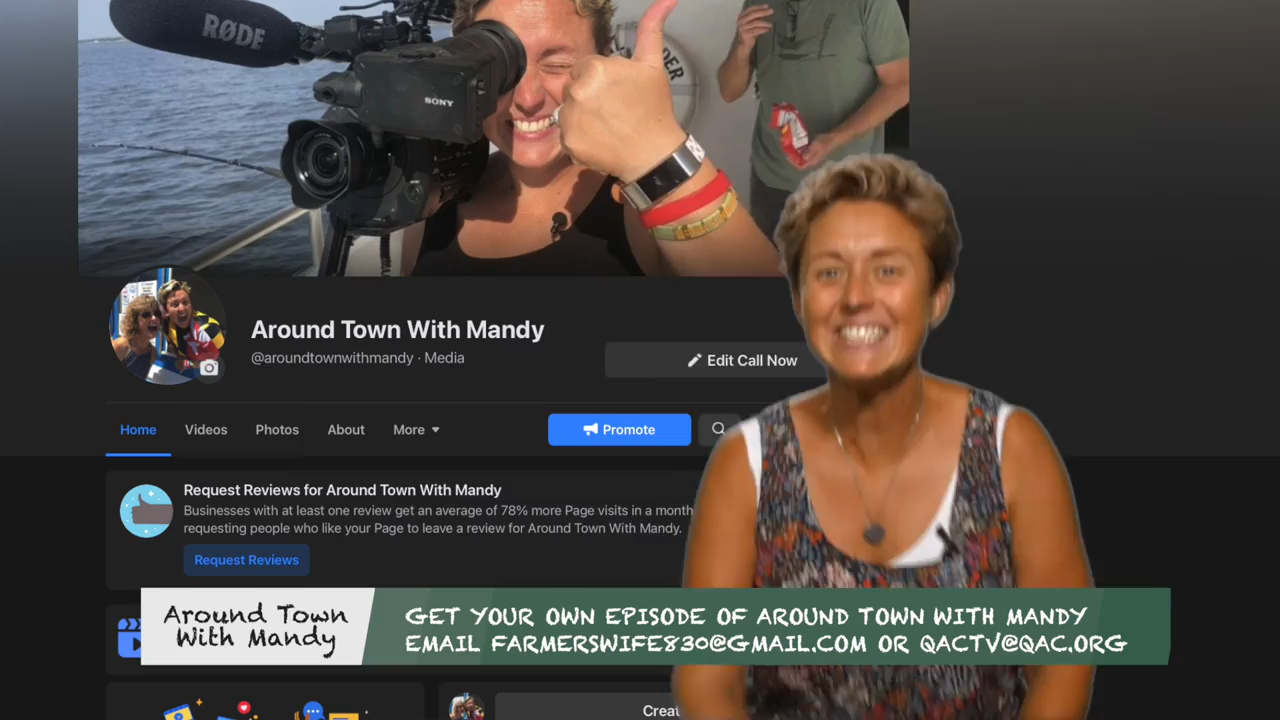 RØDE
SONY
DER
Around Town With Mandy
@aroundtownwithmandy · Media
Edit Call Now
Home
Videos
Photos
About
More
Promote
Request Reviews for Around Town With Mandy
Businesses with at least one review get an average of 78% more Page visits in a month
requesting people who like your Page to leave a review for Around Town With Mandy.
Request Reviews
Around Town
With Mandy
GET YOUR OWN EPISODE OF AROUND TOWN WITH MANDY
EMAIL FARMERSWIFE830@GMAIL.COM OR QACTV@QAC.ORG
Creat